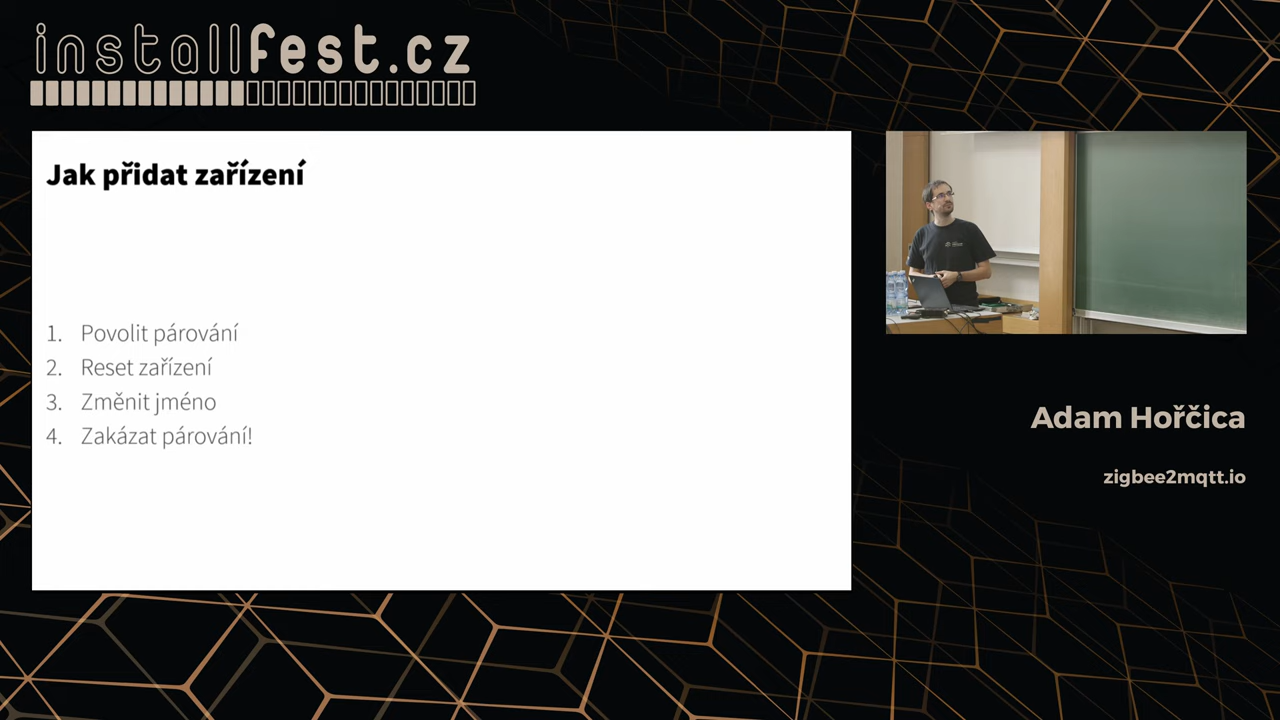 installfest.cz
Jak přidat zařízení
1. Povolit párování
2. Reset zařízení
3. Změnit jméno
4. Zakázat párování!
Adam Hořčica
zigbee2mqtt.io